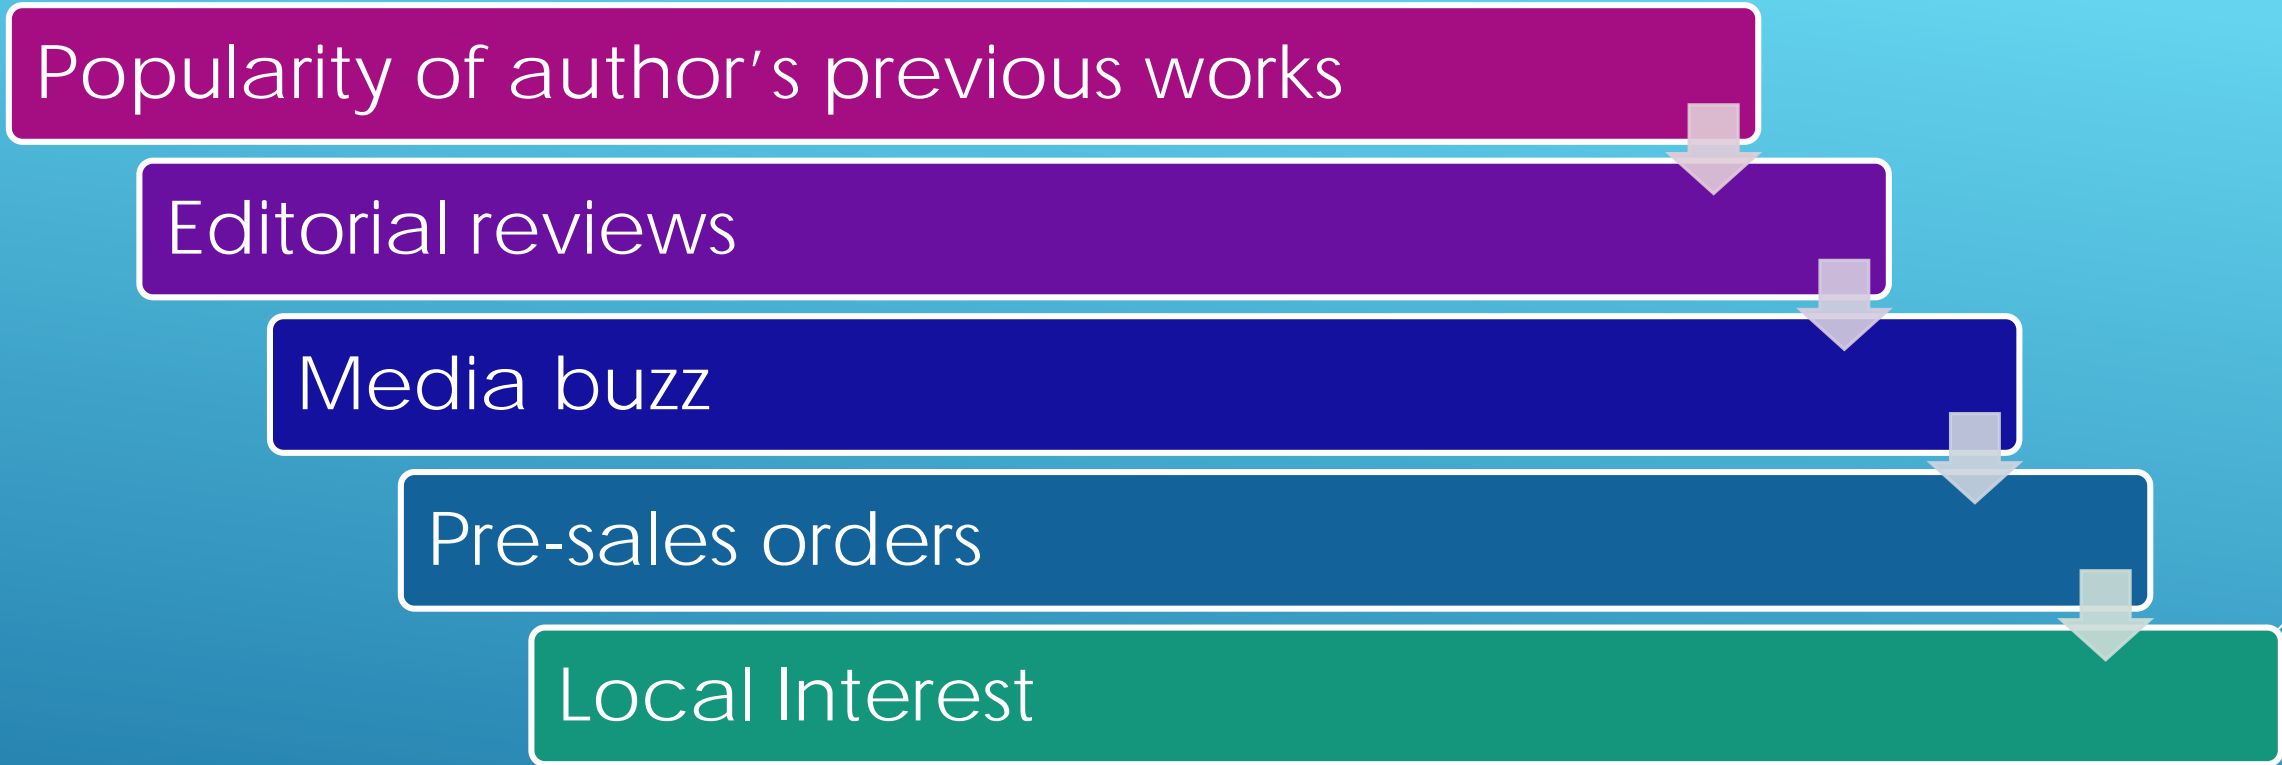 Popularity of author’s previous works
Editorial reviews
Media buzz
Pre-sales orders
Local Interest